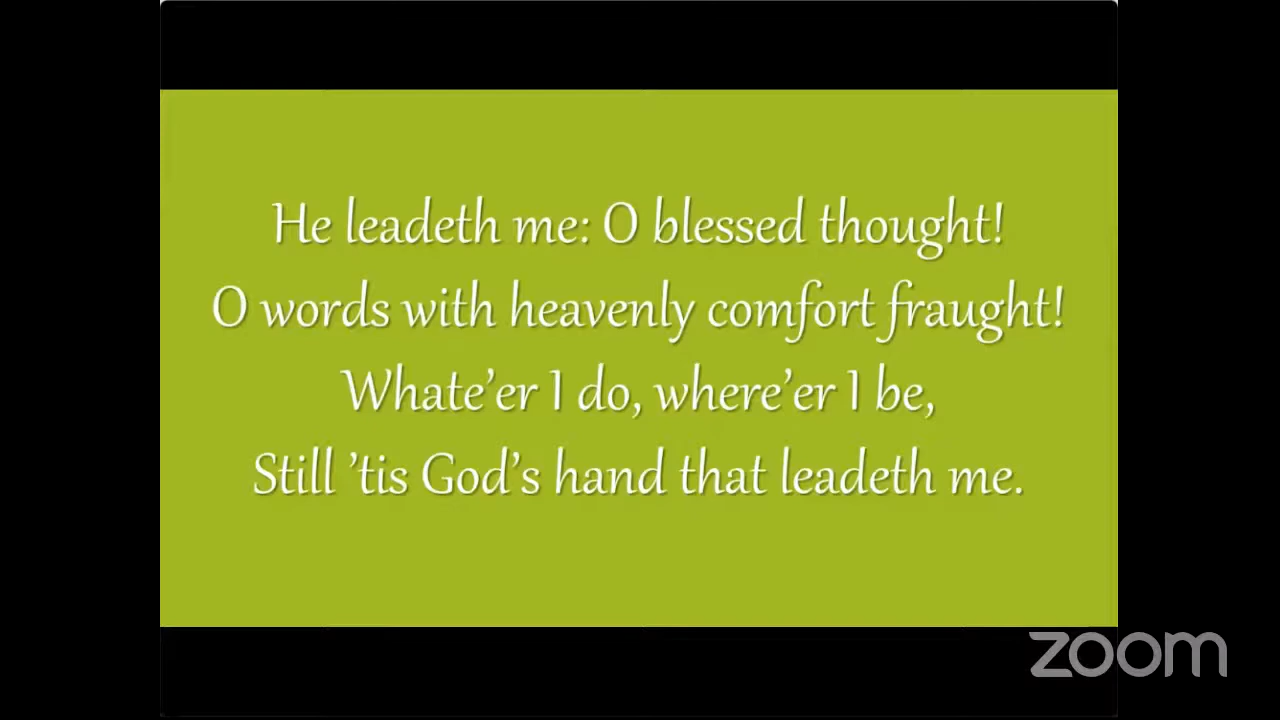 He leadeth me: O blessed thought!
O words with heavenly comfort fraught!
Whate’er I do, where’er I be,
Still ’tis God’s hand that leadeth me.
zoom